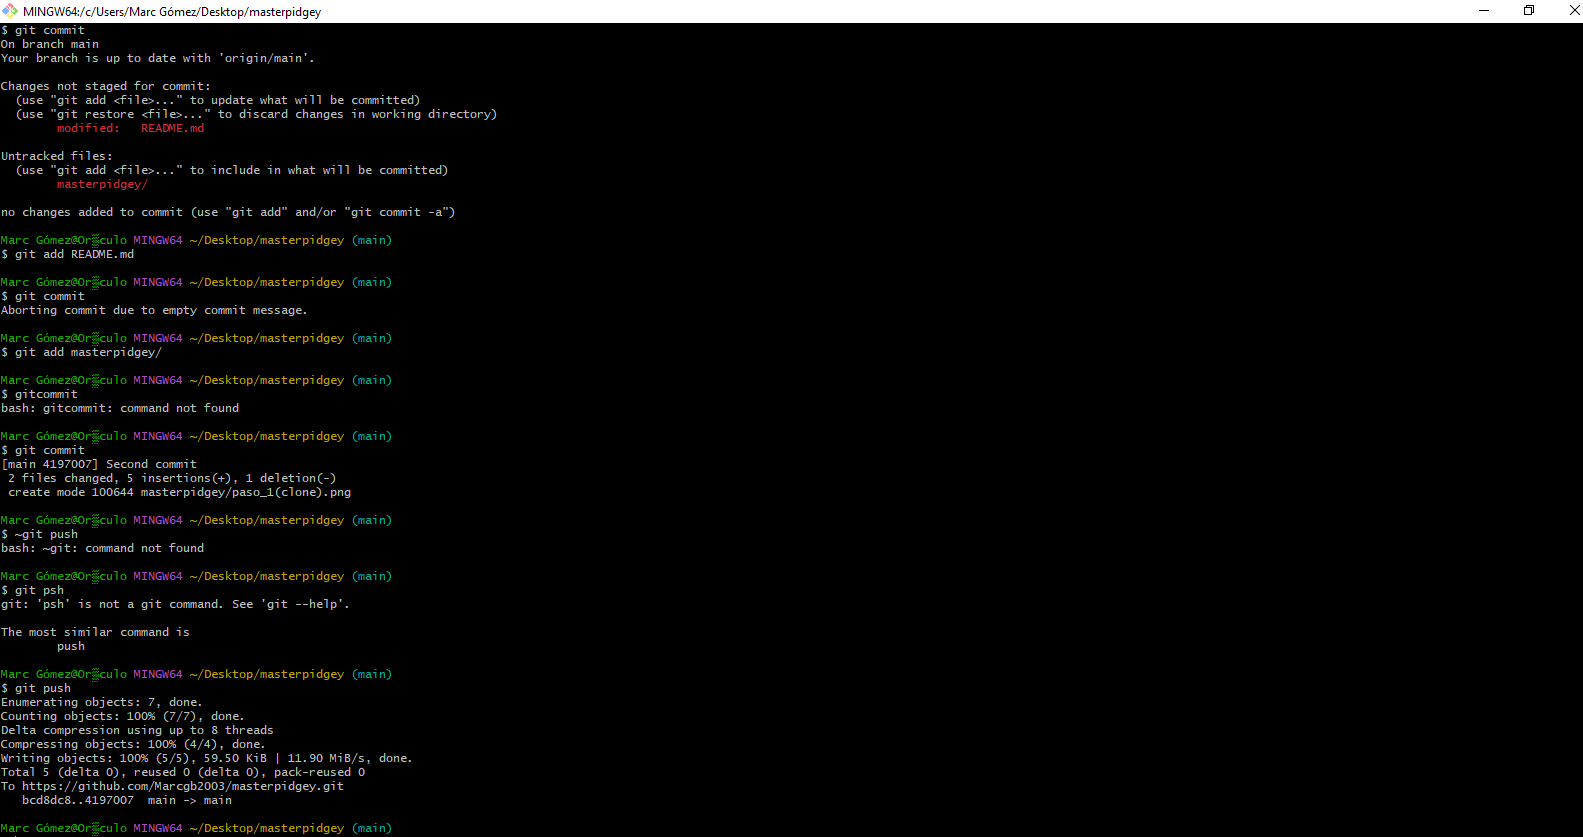 MINGW64:/c/Users/Marc Gómez/Desktop/masterpidgey
$ git commit
On branch main
Your branch is up to date with 'origin/main'.
Changes not staged for commit:
(use "git add <file>..." to update what will be committed)
(use "git restore <file>..." to discard changes in working directory)
modified:   README.md
Untracked files:
(use "git add <file>..." to include in what will be committed)
masterpidgey/
no changes added to commit (use "git add" and/or "git commit -a")
Marc Gómez@Or▒culo MINGW64 ~/Desktop/masterpidgey (main)
$ git add README.md
Marc Gómez@Or▒culo MINGW64 ~/Desktop/masterpidgey (main)
$ git commit
Aborting commit due to empty commit message.
Marc Gómez@Or▒culo MINGW64 ~/Desktop/masterpidgey (main)
$ git add masterpidgey/
Marc Gómez@Or▒culo MINGW64 ~/Desktop/masterpidgey (main)
$ gitcommit
bash: gitcommit: command not found
Marc Gómez@Or▒culo MINGW64 ~/Desktop/masterpidgey (main)
$ git commit
[main 4197007] Second commit
2 files changed, 5 insertions(+), 1 deletion(-)
create mode 100644 masterpidgey/paso_1(clone).png
Marc Gómez@Or▒culo MINGW64 ~/Desktop/masterpidgey (main)
$ ~git push
bash: ~git: command not found
Marc Gómez@Or▒culo MINGW64 ~/Desktop/masterpidgey (main)
$ git psh
git: 'psh' is not a git command. See 'git --help'.
The most similar command is
push
Marc Gómez@Or▒culo MINGW64 ~/Desktop/masterpidgey (main)
$ git push
Enumerating objects: 7, done.
Counting objects: 100% (7/7), done.
Delta compression using up to 8 threads
Compressing objects: 100% (4/4), done.
Writing objects: 100% (5/5), 59.50 KiB | 11.90 MiB/s, done.
Total 5 (delta 0), reused 0 (delta 0), pack-reused 0
To https://github.com/Marcgb2003/masterpidgey.git
bcd8dc8..4197007  main -> main
Marc Gómez@Or▒culo MINGW64 ~/Desktop/masterpidgey (main)